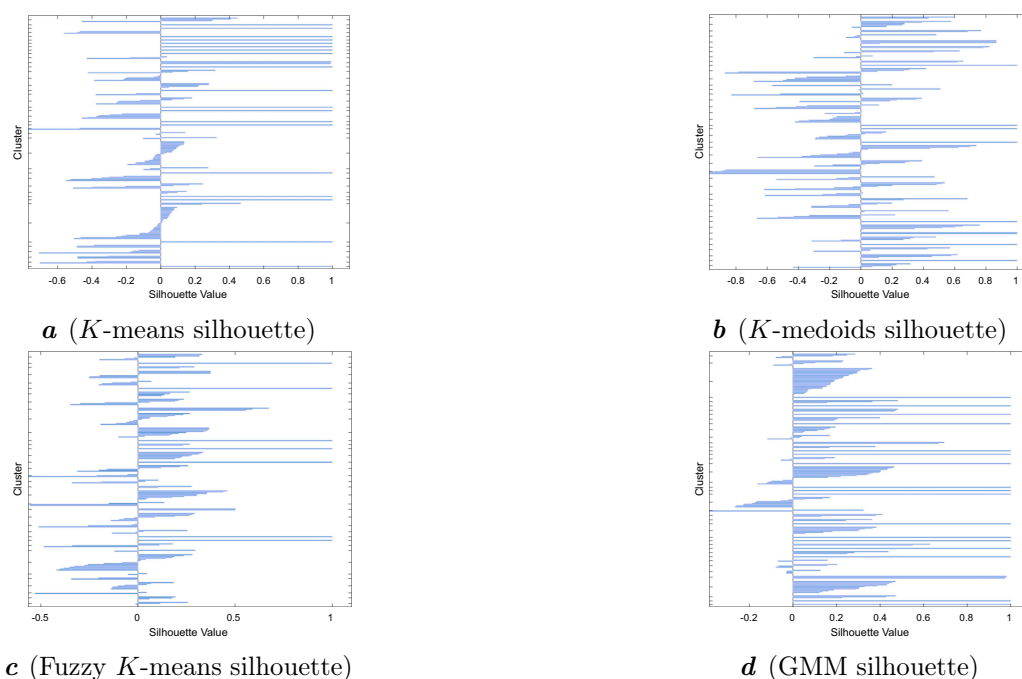 Cluster
-0.6 -0.4 -0.2 0 0.2 0.4 0.6 0.8 1
Silhouette Value
a (K-means silhouette)
Cluster
-0.8 -0.6 -0.4 -0.2 0 0.2 0.4 0.6 0.8 1
Silhouette Value
b (K-medoids silhouette)
Cluster
-0.5 0 0.5 1
Silhouette Value
c (Fuzzy K-means silhouette)
Cluster
-0.2 0 0.2 0.4 0.6 0.8 1
Silhouette Value
d (GMM silhouette)